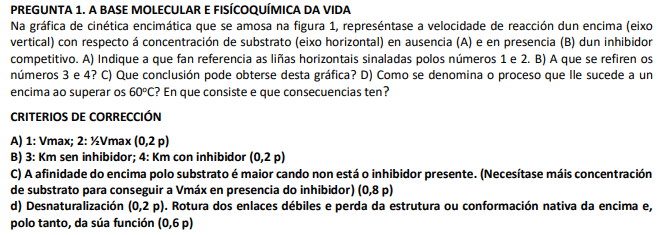 PREGUNTA 1. A BASE MOLECULAR E FISÍCOQUÍMICA DA VIDA
Na gráfica de cinética encimática que se amosa na figura 1, represéntase a velocidade de reacción dun encima (eixo
vertical) con respecto á concentración de substrato (eixo horizontal) en ausencia (A) e en presencia (B) dun inhibidor
competitivo. A) Indique a que fan referencia as liñas horizontais sinaladas polos números 1 e 2. B) A que se refiren os
números 3 e 4? C) Que conclusión pode obterse desta gráfica? D) Como se denomina o proceso que lle sucede a un
encima ao superar os 60ºC? En que consiste e que consecuencias ten?
CRITERIOS DE CORRECCIÓN
A) 1: Vmax; 2: ½Vmax (0,2 p)
B) 3: Km sen inhibidor; 4: Km con inhibidor (0,2 p)
C) A afinidade do encima polo substrato é maior cando non está o inhibidor presente. (Necesítase máis concentración
de substrato para conseguir a Vmáx en presencia do inhibidor) (0,8 p)
d) Desnaturalización (0,2 p). Rotura dos enlaces débiles e perda da estrutura ou conformación nativa da encima e,
polo tanto, da súa función (0,6 p)